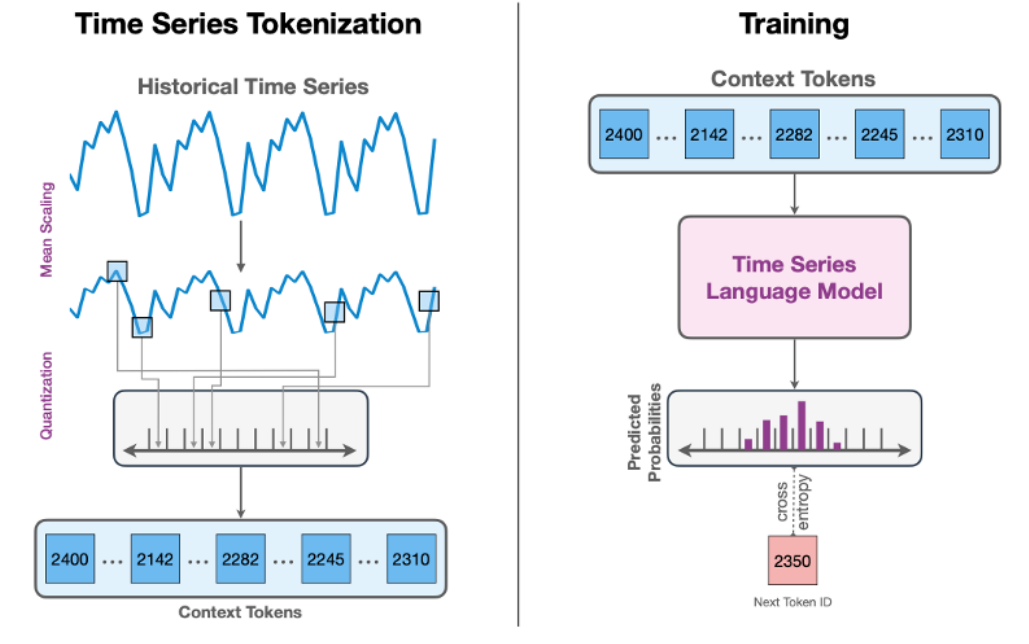 Time Series Tokenization
Historical Time Series
Mean Scaling
Quantization
2400 ... 2142 ... 2282 ... 2245 ... 2310
Context Tokens
Training
Context Tokens
2400 ... 2142 ... 2282 ... 2245 ... 2310
Time Series
Language Model
Predicted
Probabilities
cross
entropy
2350
Next Token ID